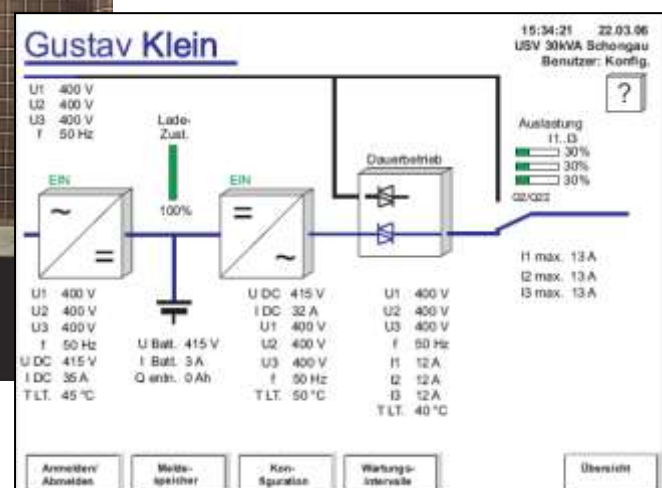 Gustav Klein
15:34:21 22.03.06
USV 30kVA Schongau
Benutzer: Konfig.
?
U1 400 V
U2 400 V
U3 400 V
f 50 Hz
Lade-
Zust.
100%
Dauerbetrieb
Auslastung
I1..I3
30%
30%
30%
Q2/Q22
EIN
~
=
EIN
=
~
I1 max. 13 A
I2 max. 13 A
I3 max. 13 A
U1 400 V
U2 400 V
U3 400 V
f 50 Hz
U DC 415 V
I DC 35 A
T LT. 45 °C
U Batt. 415 V
I Batt. 3 A
Q entn. 0 Ah
U DC 415 V
I DC 32 A
U1 400 V
U2 400 V
U3 400 V
f 50 Hz
T LT. 50 °C
U1 400 V
U2 400 V
U3 400 V
f 50 Hz
I1 12 A
I2 12 A
I3 12 A
T LT. 40 °C
Anmelden/
Abmelden
Melde-
speicher
Kon-
figuration
Wartungs-
intervalle
Übersicht